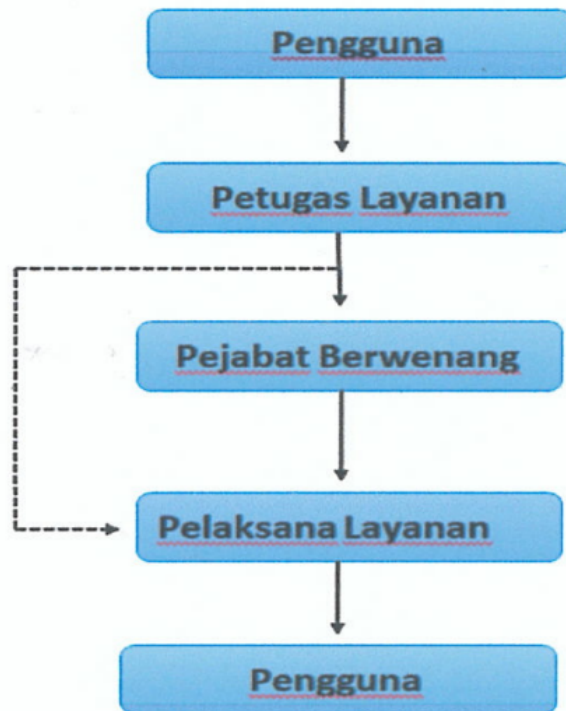 Pengguna
Petugas Layanan
Pejabat Berwenang
Pelaksana Layanan
Pengguna